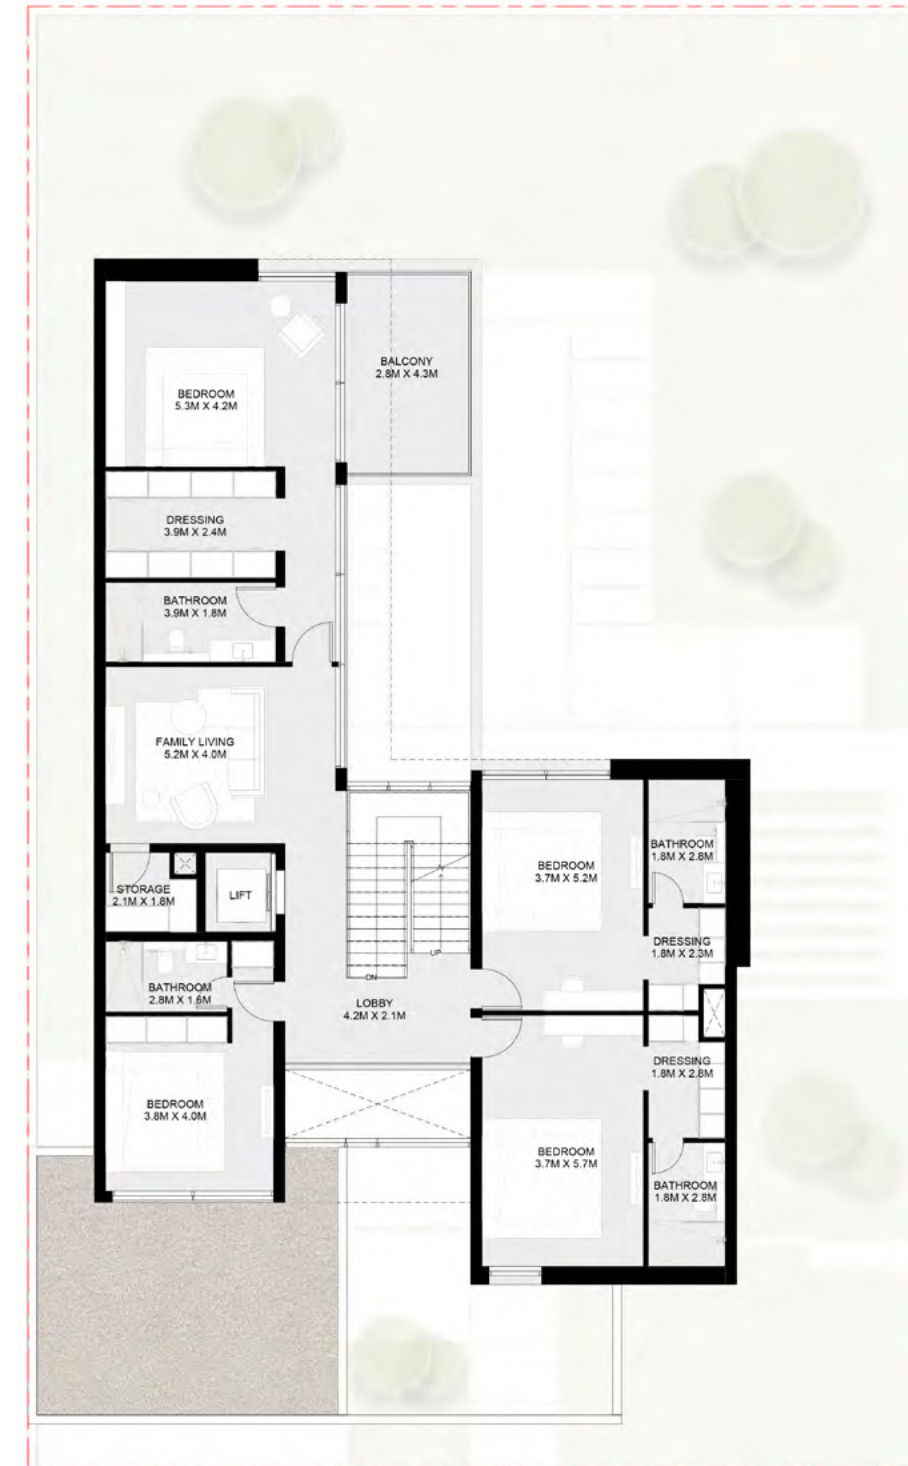 BALCONY
2.8M X 4.3M
BEDROOM
5.3M X 4.2M
DRESSING
3.9M X 2.4M
BATHROOM
3.9M X 1.8M
FAMILY LIVING
5.2M X 4.0M
STORAGE
2.1M X 1.8M
LIFT
BEDROOM
3.7M X 5.2M
BATHROOM
1.8M X 2.8M
DRESSING
1.8M X 2.3M
UP
DN
LOBBY
4.2M X 2.1M
BATHROOM
2.8M X 1.6M
BEDROOM
3.8M X 4.0M
DRESSING
1.8M X 2.8M
BEDROOM
3.7M X 5.7M
BATHROOM
1.8M X 2.8M